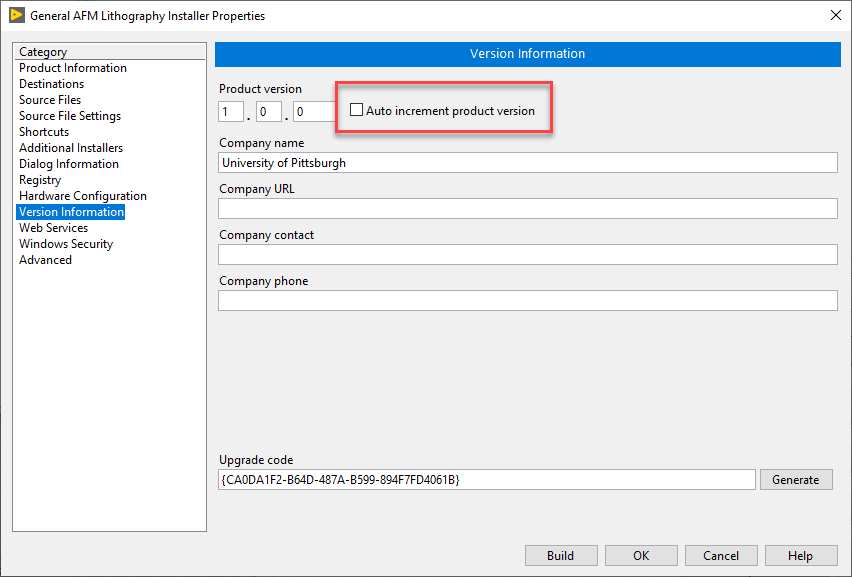 General AFM Lithography Installer Properties
Category
Product Information
Destinations
Source Files
Source File Settings
Shortcuts
Additional Installers
Dialog Information
Registry
Hardware Configuration
Version Information
Web Services
Windows Security
Advanced
Version Information
Product version
1 . 0 . 0
Auto increment product version
Company name
University of Pittsburgh
Company URL
Company contact
Company phone
Upgrade code
{CA0DA1F2-B64D-487A-B599-894F7FD4061B}
Generate
Build OK Cancel Help